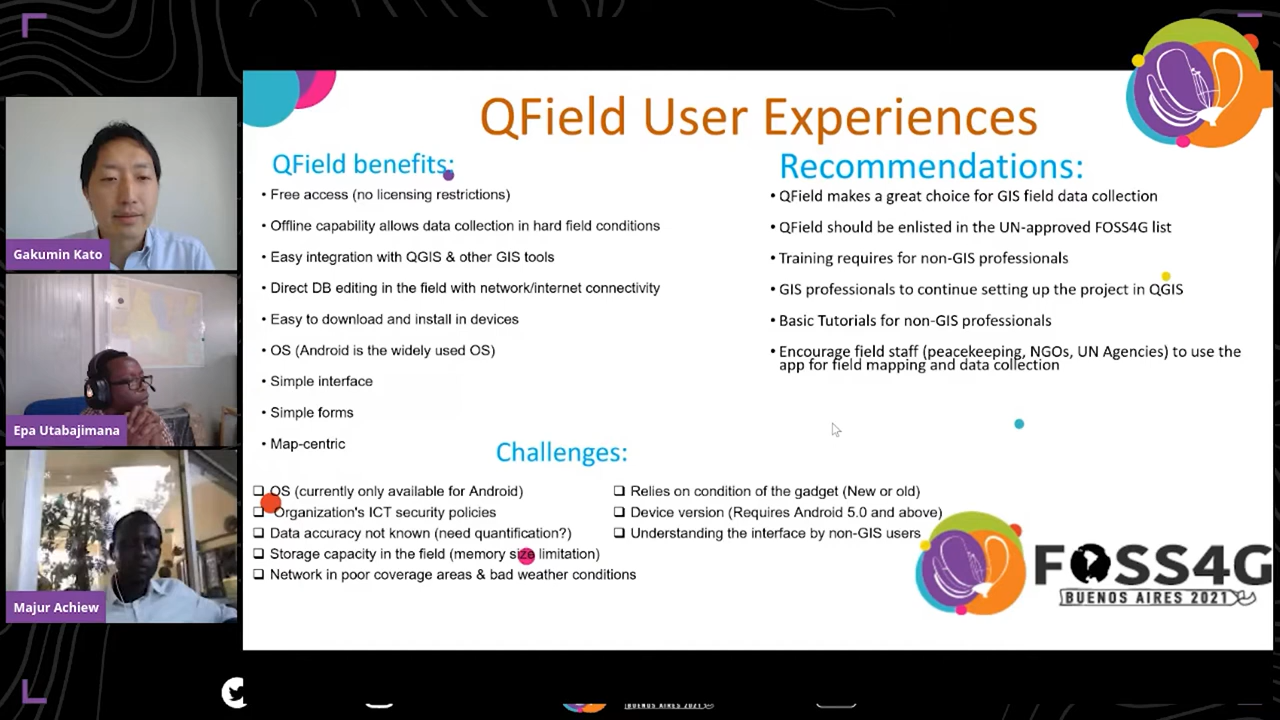 QField User Experiences
QField benefits:
• Free access (no licensing restrictions)
• Offline capability allows data collection in hard field conditions
• Easy integration with QGIS & other GIS tools
• Direct DB editing in the field with network/internet connectivity
• Easy to download and install in devices
• OS (Android is the widely used OS)
• Simple interface
• Simple forms
• Map-centric
Recommendations:
• QField makes a great choice for GIS field data collection
• QField should be enlisted in the UN-approved FOSS4G list
• Training requires for non-GIS professionals
• GIS professionals to continue setting up the project in QGIS
• Basic Tutorials for non-GIS professionals
• Encourage field staff (peacekeeping, NGOs, UN Agencies) to use the
app for field mapping and data collection
Challenges:
❑ OS (currently only available for Android)
❑ Organization's ICT security policies
❑ Data accuracy not known (need quantification?)
❑ Storage capacity in the field (memory size limitation)
❑ Network in poor coverage areas & bad weather conditions
❑ Relies on condition of the gadget (New or old)
❑ Device version (Requires Android 5.0 and above)
❑ Understanding the interface by non-GIS users
FOSS4G
BUENOS AIRES 2021
Gakumin Kato
Epa Utabajimana
Majur Achiew
BUENOS AIRES 2021